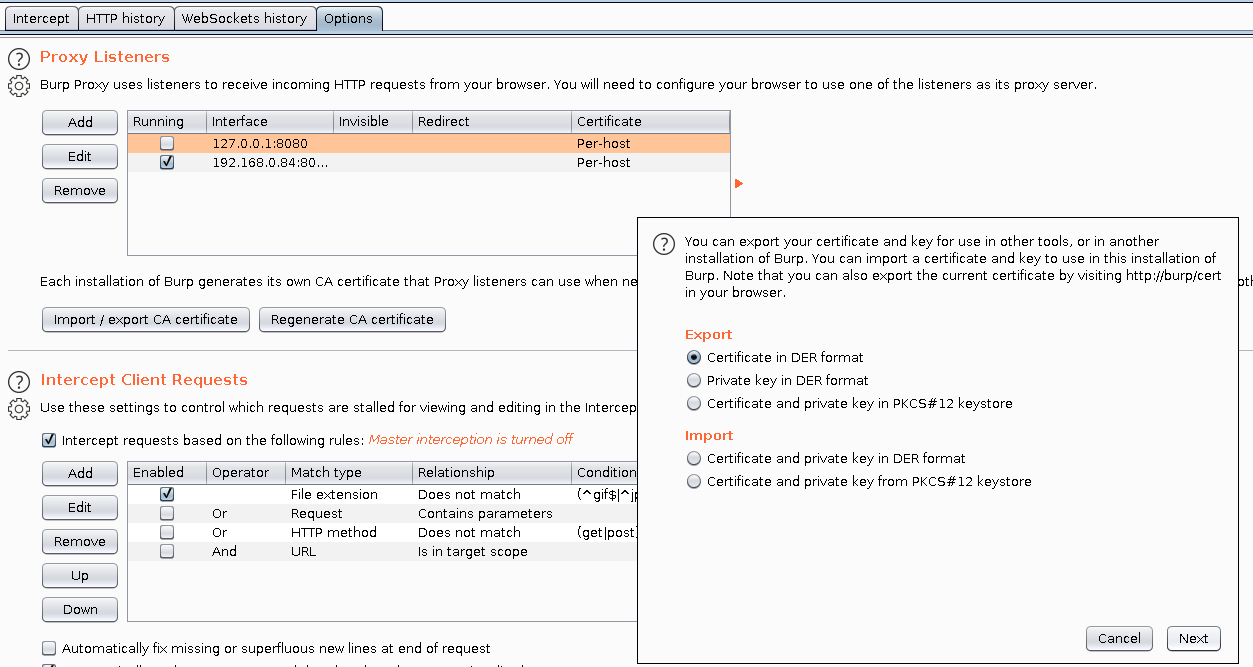 Intercept HTTP history WebSockets history Options
? Proxy Listeners
Burp Proxy uses listeners to receive incoming HTTP requests from your browser. You will need to configure your browser to use one of the listeners as its proxy server.
Add
Edit
Remove
Running Interface Invisible Redirect Certificate
127.0.0.1:8080 Per-host
192.168.0.84:80... Per-host
Each installation of Burp generates its own CA certificate that Proxy listeners can use when ne
Import / export CA certificate Regenerate CA certificate
? Intercept Client Requests
Use these settings to control which requests are stalled for viewing and editing in the Intercep
Intercept requests based on the following rules: Master interception is turned off
Add
Edit
Remove
Up
Down
Enabled Operator Match type Relationship Condition
File extension Does not match (^gif$|^jp
Or Request Contains parameters
Or HTTP method Does not match (get|post)
And URL Is in target scope
Automatically fix missing or superfluous new lines at end of request
? You can export your certificate and key for use in other tools, or in another
installation of Burp. You can import a certificate and key to use in this installation of
Burp. Note that you can also export the current certificate by visiting http://burp/cert
in your browser.
Export
Certificate in DER format
Private key in DER format
Certificate and private key in PKCS#12 keystore
Import
Certificate and private key in DER format
Certificate and private key from PKCS#12 keystore
Cancel Next